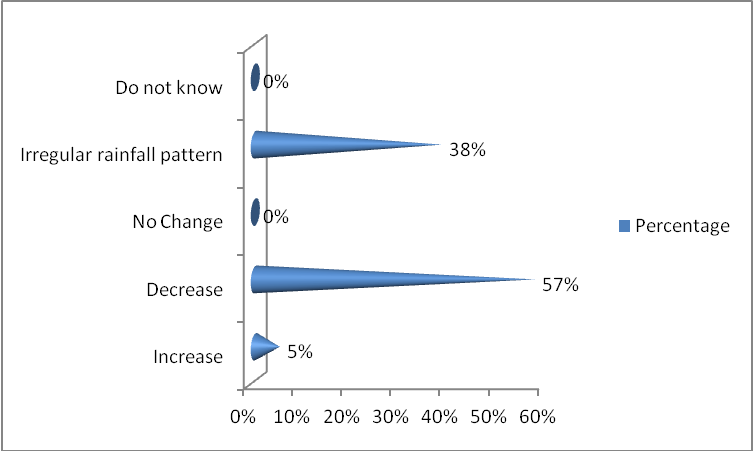 Do not know
0%
Irregular rainfall pattern
38%
No Change
0%
Percentage
Decrease
57%
Increase
5%
0% 10% 20% 30% 40% 50% 60%